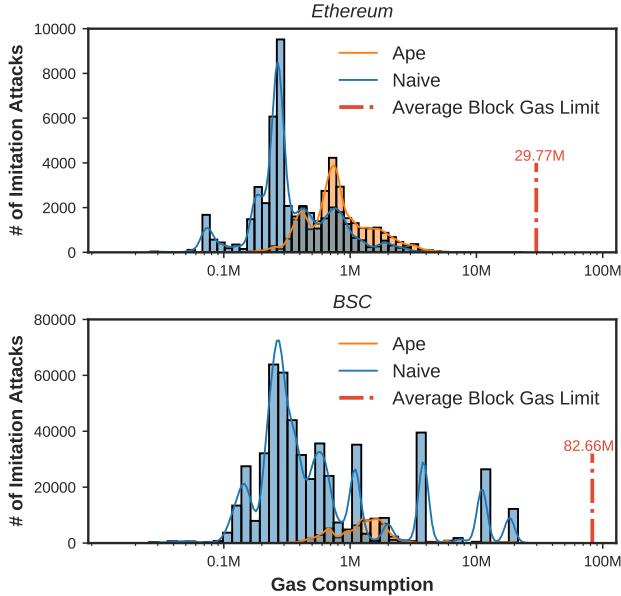 Ethereum
# of Imitation Attacks
10000
8000
6000
4000
2000
0
Ape
Naive
Average Block Gas Limit
29.77M
0.1M 1M 10M 100M
BSC
# of Imitation Attacks
80000
60000
40000
20000
0
Ape
Naive
Average Block Gas Limit
82.66M
0.1M 1M 10M 100M
Gas Consumption